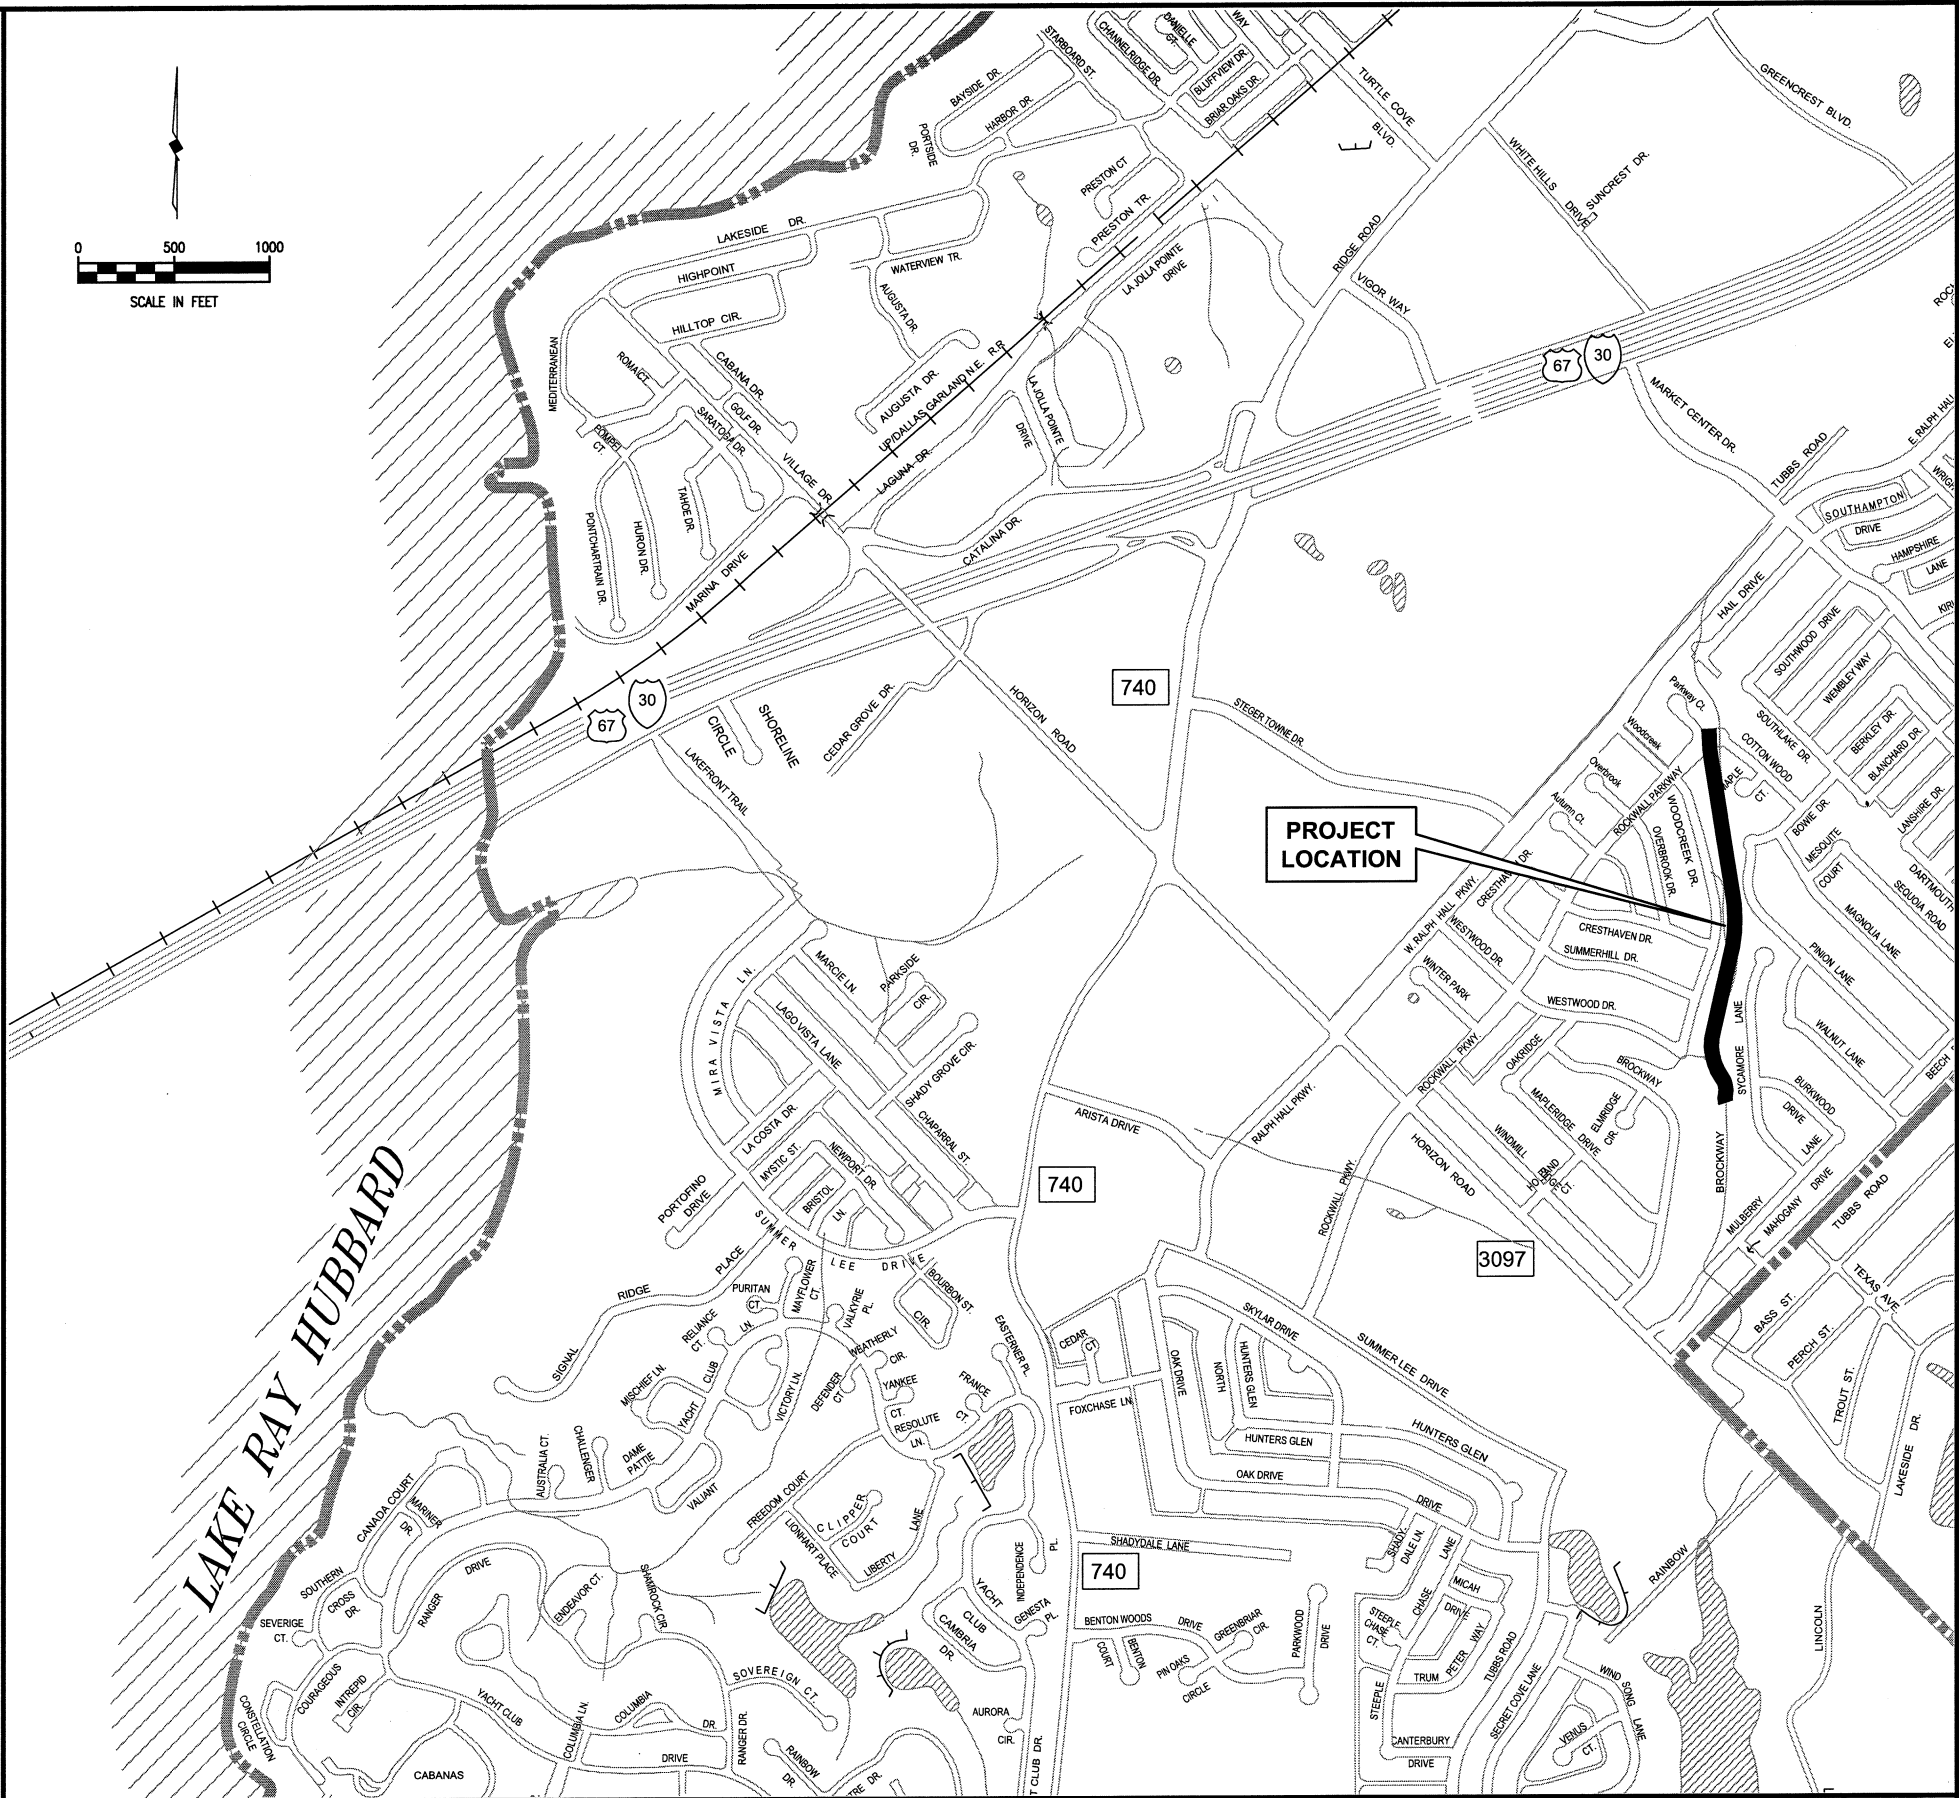 0 500 1000
SCALE IN FEET
STARBOARD ST.
CHANNELRIDGE DR.
DANIELLE
CT.
WAY
BLUFFVIEW DR.
BRIAR OAKS DR.
BAYSIDE DR.
HARBOR DR.
PORTSIDE
DR.
TURTLE COVE
BLVD.
GREENCREST BLVD.
WHITE HILLS
DRIVE
SUNCREST DR.
PRESTON CT
PRESTON TR.
LAKESIDE DR.
HIGHPOINT
WATERVIEW TR.
LA JOLLA POINTE
DRIVE
RIDGE ROAD
VIGOR WAY
AUGUSTA DR.
HILLTOP CIR.
MEDITERRANEAN
ROMA CT.
CABANA DR.
GOLF DR.
SARATOGA DR.
AUGUSTA DR.
UP/DALLAS GARLAND N.E. R.R
LA JOLLA POINTE
DRIVE
67
30
MARKET CENTER DR.
TUBBS ROAD
E. RALPH HALL
POMPEI
CT.
VILLAGE DR.
LAGUNA DR.
TAHOE DR.
HURON DR.
PONTCHARTRAIN DR.
MARINA DRIVE
CATALINA DR.
SOUTHAMPTON
DRIVE
HAMPSHIRE
LANE
HAIL DRIVE
SOUTHWOOD DRIVE
WEMBLEY WAY
BERKLEY DR.
BLANCHARD DR.
LANSHIRE DR.
740
30
67
CIRCLE
SHORELINE
CEDAR GROVE DR.
HORIZON ROAD
STEGER TOWNE DR.
Parkway Ct.
Woodcreek
Overbrook
Autumn Ct.
SOUTHLAKE DR.
COTTON WOOD
MAPLE
CT.
BOWIE DR.
MESQUITE
COURT
LAKEFRONT TRAIL
PROJECT
LOCATION
ROCKWALL PARKWAY
WOODCREEK DR.
OVERBROOK DR.
DARTMOUTH
SEQUOIA ROAD
MAGNOLIA LANE
PINION LANE
WALNUT LANE
CRESTHAVEN DR.
W. RALPH HALL PKWY.
WESTWOOD DR.
WINTER PARK
CRESTHAVEN DR.
SUMMERHILL DR.
WESTWOOD DR.
MARCIE LN.
PARKSIDE
CIR.
MIRA VISTA LN.
LAGO VISTA LANE
SHADY GROVE CIR.
CHAPARRAL ST.
SYCAMORE LANE
BEECH
BURKWOOD
DRIVE
LANE
ROCKWALL PKWY
OAKRIDGE
BROCKWAY
MAPLERIDGE DRIVE
ELMRIDGE
CIR.
WINDMILL
CT.
BROCKWAY
LA COSTA DR.
MYSTIC ST.
NEWPORT DR.
BRISTOL
LN.
ARISTA DRIVE
RALPH HALL PKWY.
HORIZON ROAD
ROCKWALL PKWY.
740
3097
PORTOFINO
DRIVE
SUMMER LEE DRIVE
MULBERRY
MAHOGANY DRIVE
TUBBS ROAD
TEXAS AVE.
BASS ST.
PERCH ST.
TROUT ST.
LAKESIDE DR.
LAKE RAY HUBBARD
SIGNAL RIDGE PLACE
PURITAN
CT.
MAYFLOWER
CT.
VALKYRIE
PL.
BOURBON ST.
CIR.
RELIANCE
CT.
LN.
WEATHERLY
CIR.
EASTERNER PL.
CEDAR
CT
SKYLAR DRIVE
SUMMER LEE DRIVE
OAK DRIVE
NORTH
HUNTERS GLEN
MISCHIEF LN.
YACHT CLUB
VICTORY LN.
DEFENDER
CT.
YANKEE
CT.
FRANCE
CT.
RESOLUTE
LN.
FOXCHASE LN
HUNTERS GLEN
HUNTERS GLEN
OAK DRIVE
DRIVE
AUSTRALIA CT.
CHALLENGER
DAME
PATTIE
VALIANT
CANADA COURT
MARINER
DR.
FREEDOM COURT
LIONHART PLACE
CLIPPER
COURT
LIBERTY
LANE
INDEPENDENCE
PL.
SHADYDALE LANE
740
SHADY
DALE LN.
LANE
MICAH
DRIVE
CHASE
RAINBOW
LINCOLN
SOUTHERN
CROSS
DR.
SEVERIGE
CT.
RANGER
DRIVE
ENDEAVOR CT.
SHAMROCK CIR
YACHT
CLUB
CAMBRIA
DR.
GENESTA
PL.
BENTON WOODS DRIVE
BENTON
COURT
GREENBRIAR
CIR.
PIN OAKS
CIRCLE
PARKWOOD
DRIVE
STEEPLE
CHASE
CT.
TRUM
PETER WAY
TUBBS ROAD
SECRET COVE LANE
WIND SONG
LANE
VENUS
CT.
STEEPLE
CANTERBURY
DRIVE
COURAGEOUS
INTREPID
CIR.
CONSTELLATION
CIRCLE
YACHT CLUB
COLUMBIA LN.
COLUMBIA
DR.
SOVEREIGN CT.
RANGER DR.
DRIVE
AURORA
CIR.
RAINBOW
DR.
CABANAS
T CLUB DR.